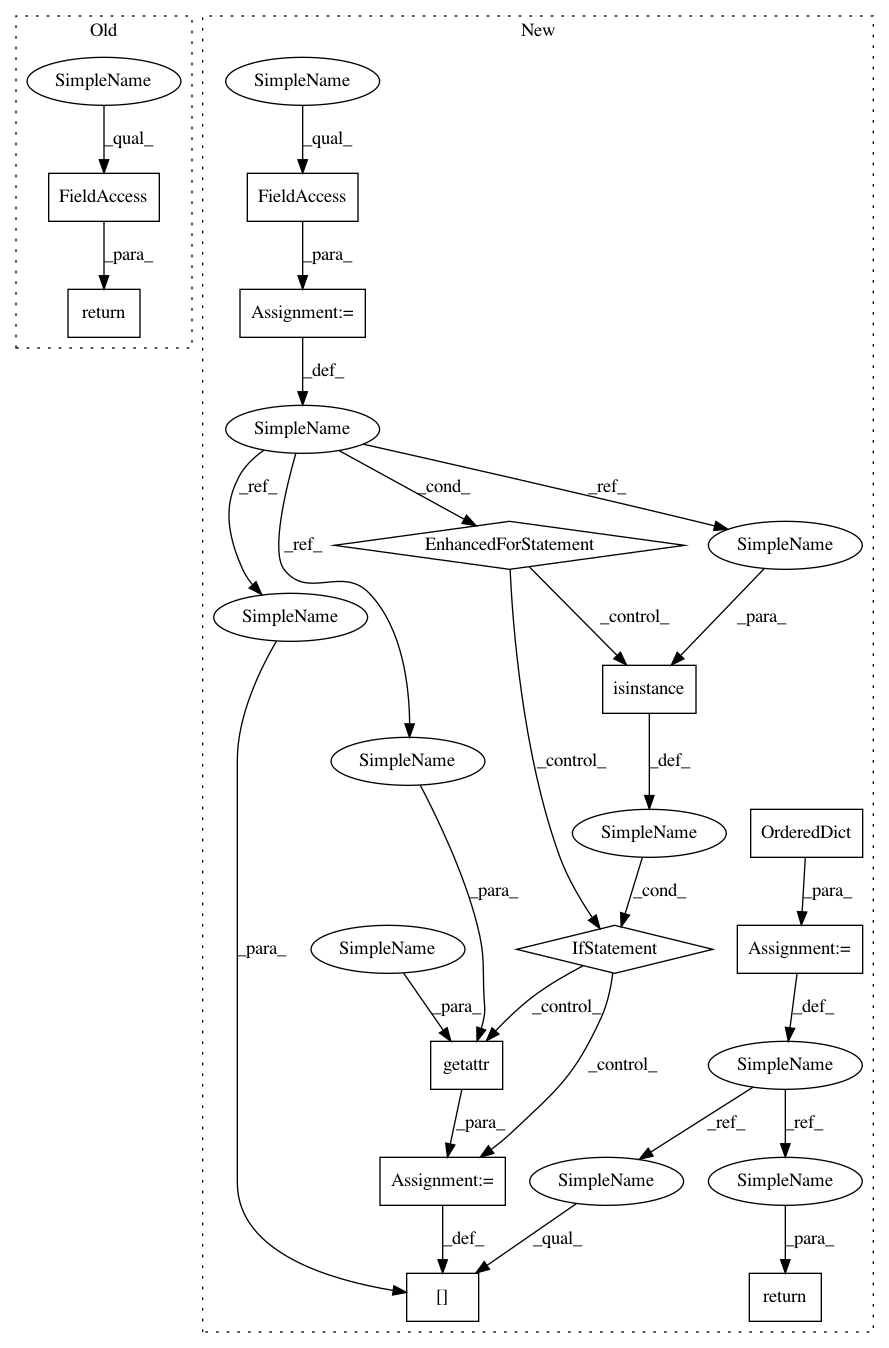 Old
New
SimpleName
SimpleName
_qual_
_qual_
FieldAccess
FieldAccess
_para_
_para_
return
Assignment:=
_def_
SimpleName
_ref_
_cond_
_ref_
_ref_
EnhancedForStatement
SimpleName
SimpleName
_control_
_para_
isinstance
SimpleName
_control_
_def_
SimpleName
OrderedDict
_para_
_cond_
_para_
SimpleName
IfStatement
Assignment:=
_para_
_para_
_control_
_def_
getattr
_control_
SimpleName
_para_
_ref_
_ref_
Assignment:=
SimpleName
SimpleName
_def_
_qual_
_para_
[]
return